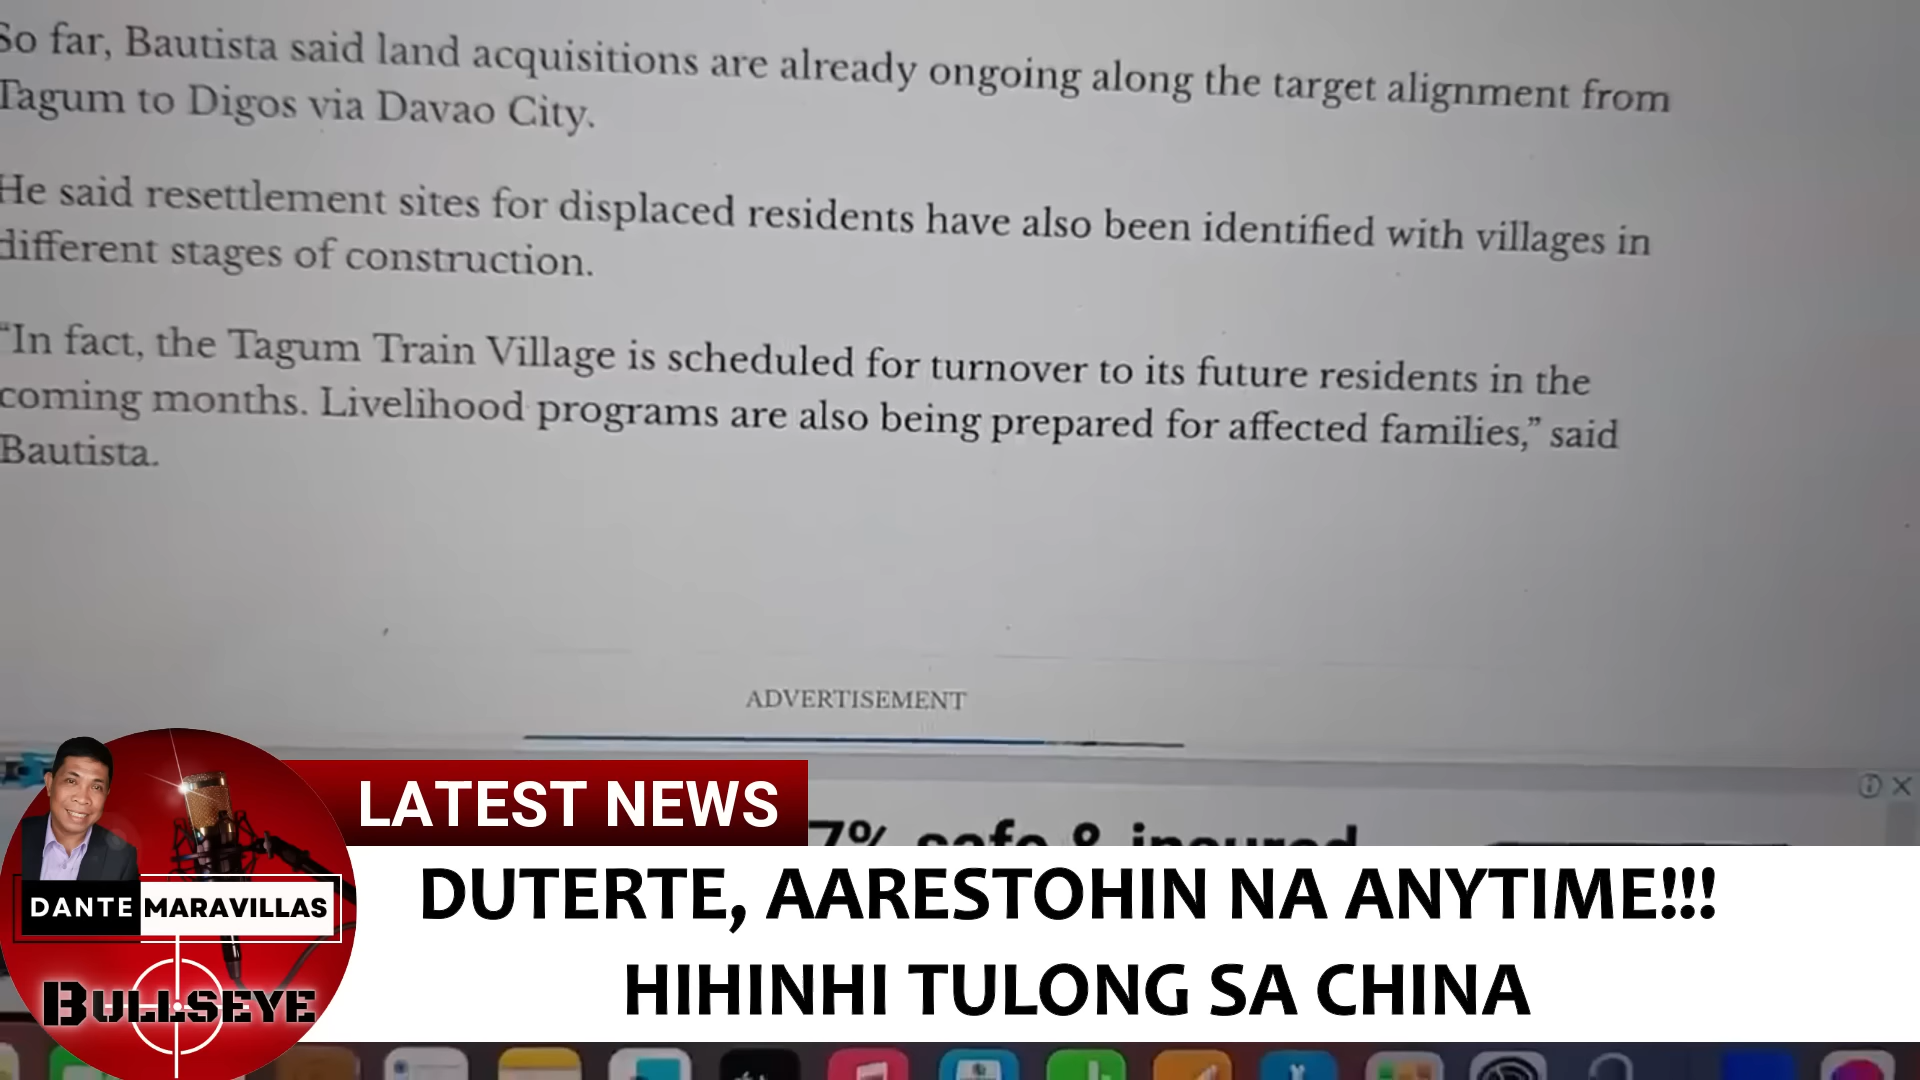 So far, Bautista said land acquisitions are already ongoing along the target alignment from
Tagum to Digos via Davao City.
He said resettlement sites for displaced residents have also been identified with villages in
different stages of construction.
“In fact, the Tagum Train Village is scheduled for turnover to its future residents in the
coming months. Livelihood programs are also being prepared for affected families,” said
Bautista.
ADVERTISEMENT
7% safe & insured
LATEST NEWS
DUTERTE, AARESTOHIN NA ANYTIME!!!
HIHINHI TULONG SA CHINA
DANTE MARAVILLAS
BULLSEYE